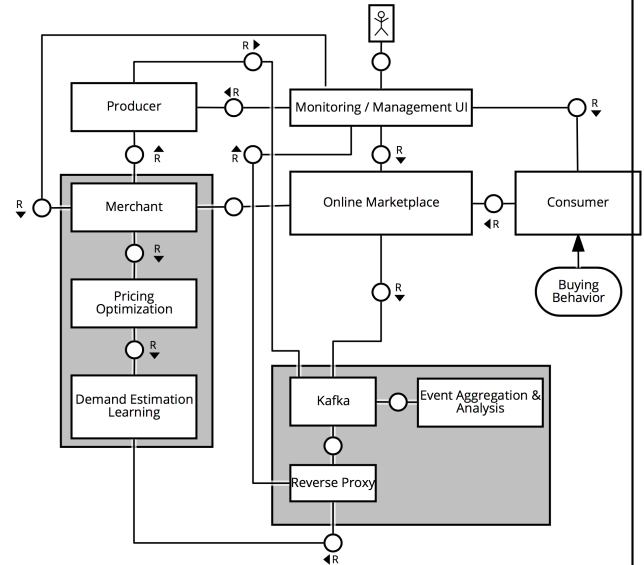 R
R
R
Producer
Monitoring / Management UI
R
R
R
R
Merchant
Online Marketplace
Consumer
R
R
R
Pricing
Optimization
Buying
Behavior
R
R
Demand Estimation
Learning
Kafka
Event Aggregation &
Analysis
Reverse Proxy
R